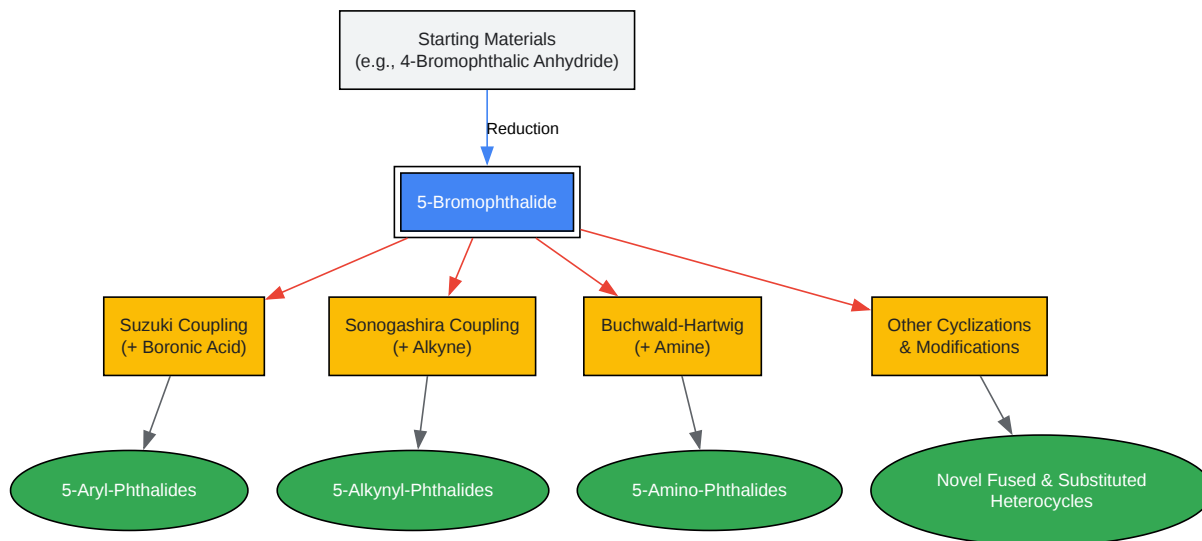 Starting Materials
(e.g., 4-Bromophthalic Anhydride)
Reduction
5-Bromophthalide
Suzuki Coupling
(+ Boronic Acid)
Sonogashira Coupling
(+ Alkyne)
Buchwald-Hartwig
(+ Amine)
Other Cyclizations
& Modifications
5-Aryl-Phthalides
5-Alkynyl-Phthalides
5-Amino-Phthalides
Novel Fused & Substituted
Heterocycles